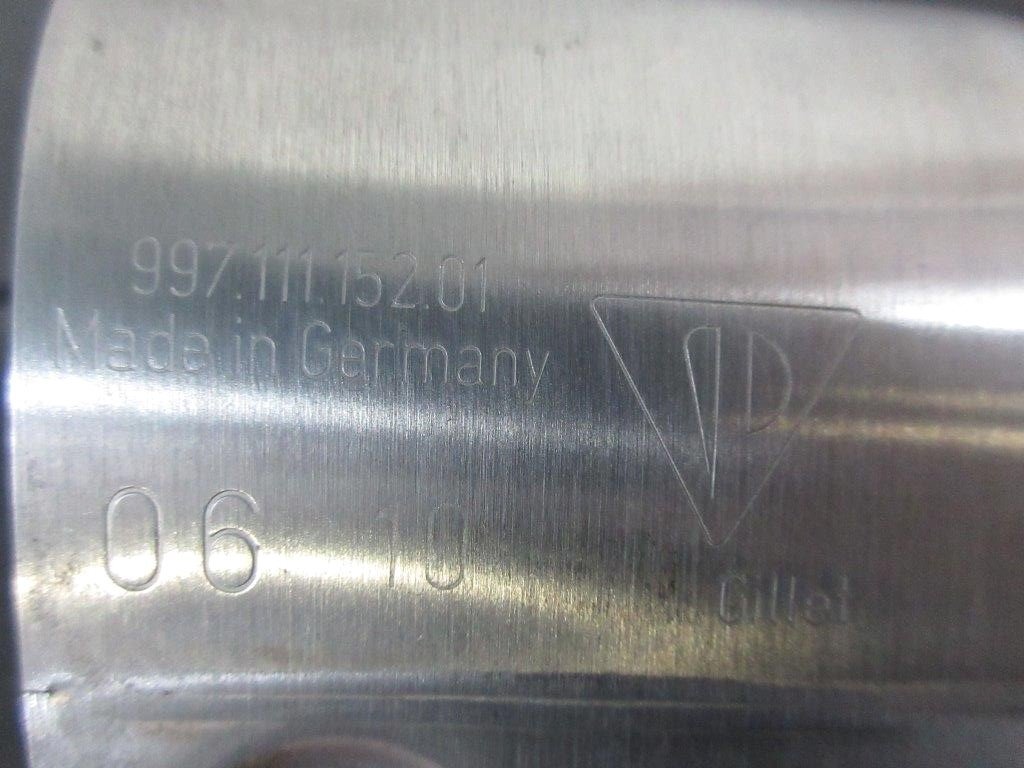 997.111.152.01
Made in Germany
06 10
Gillet